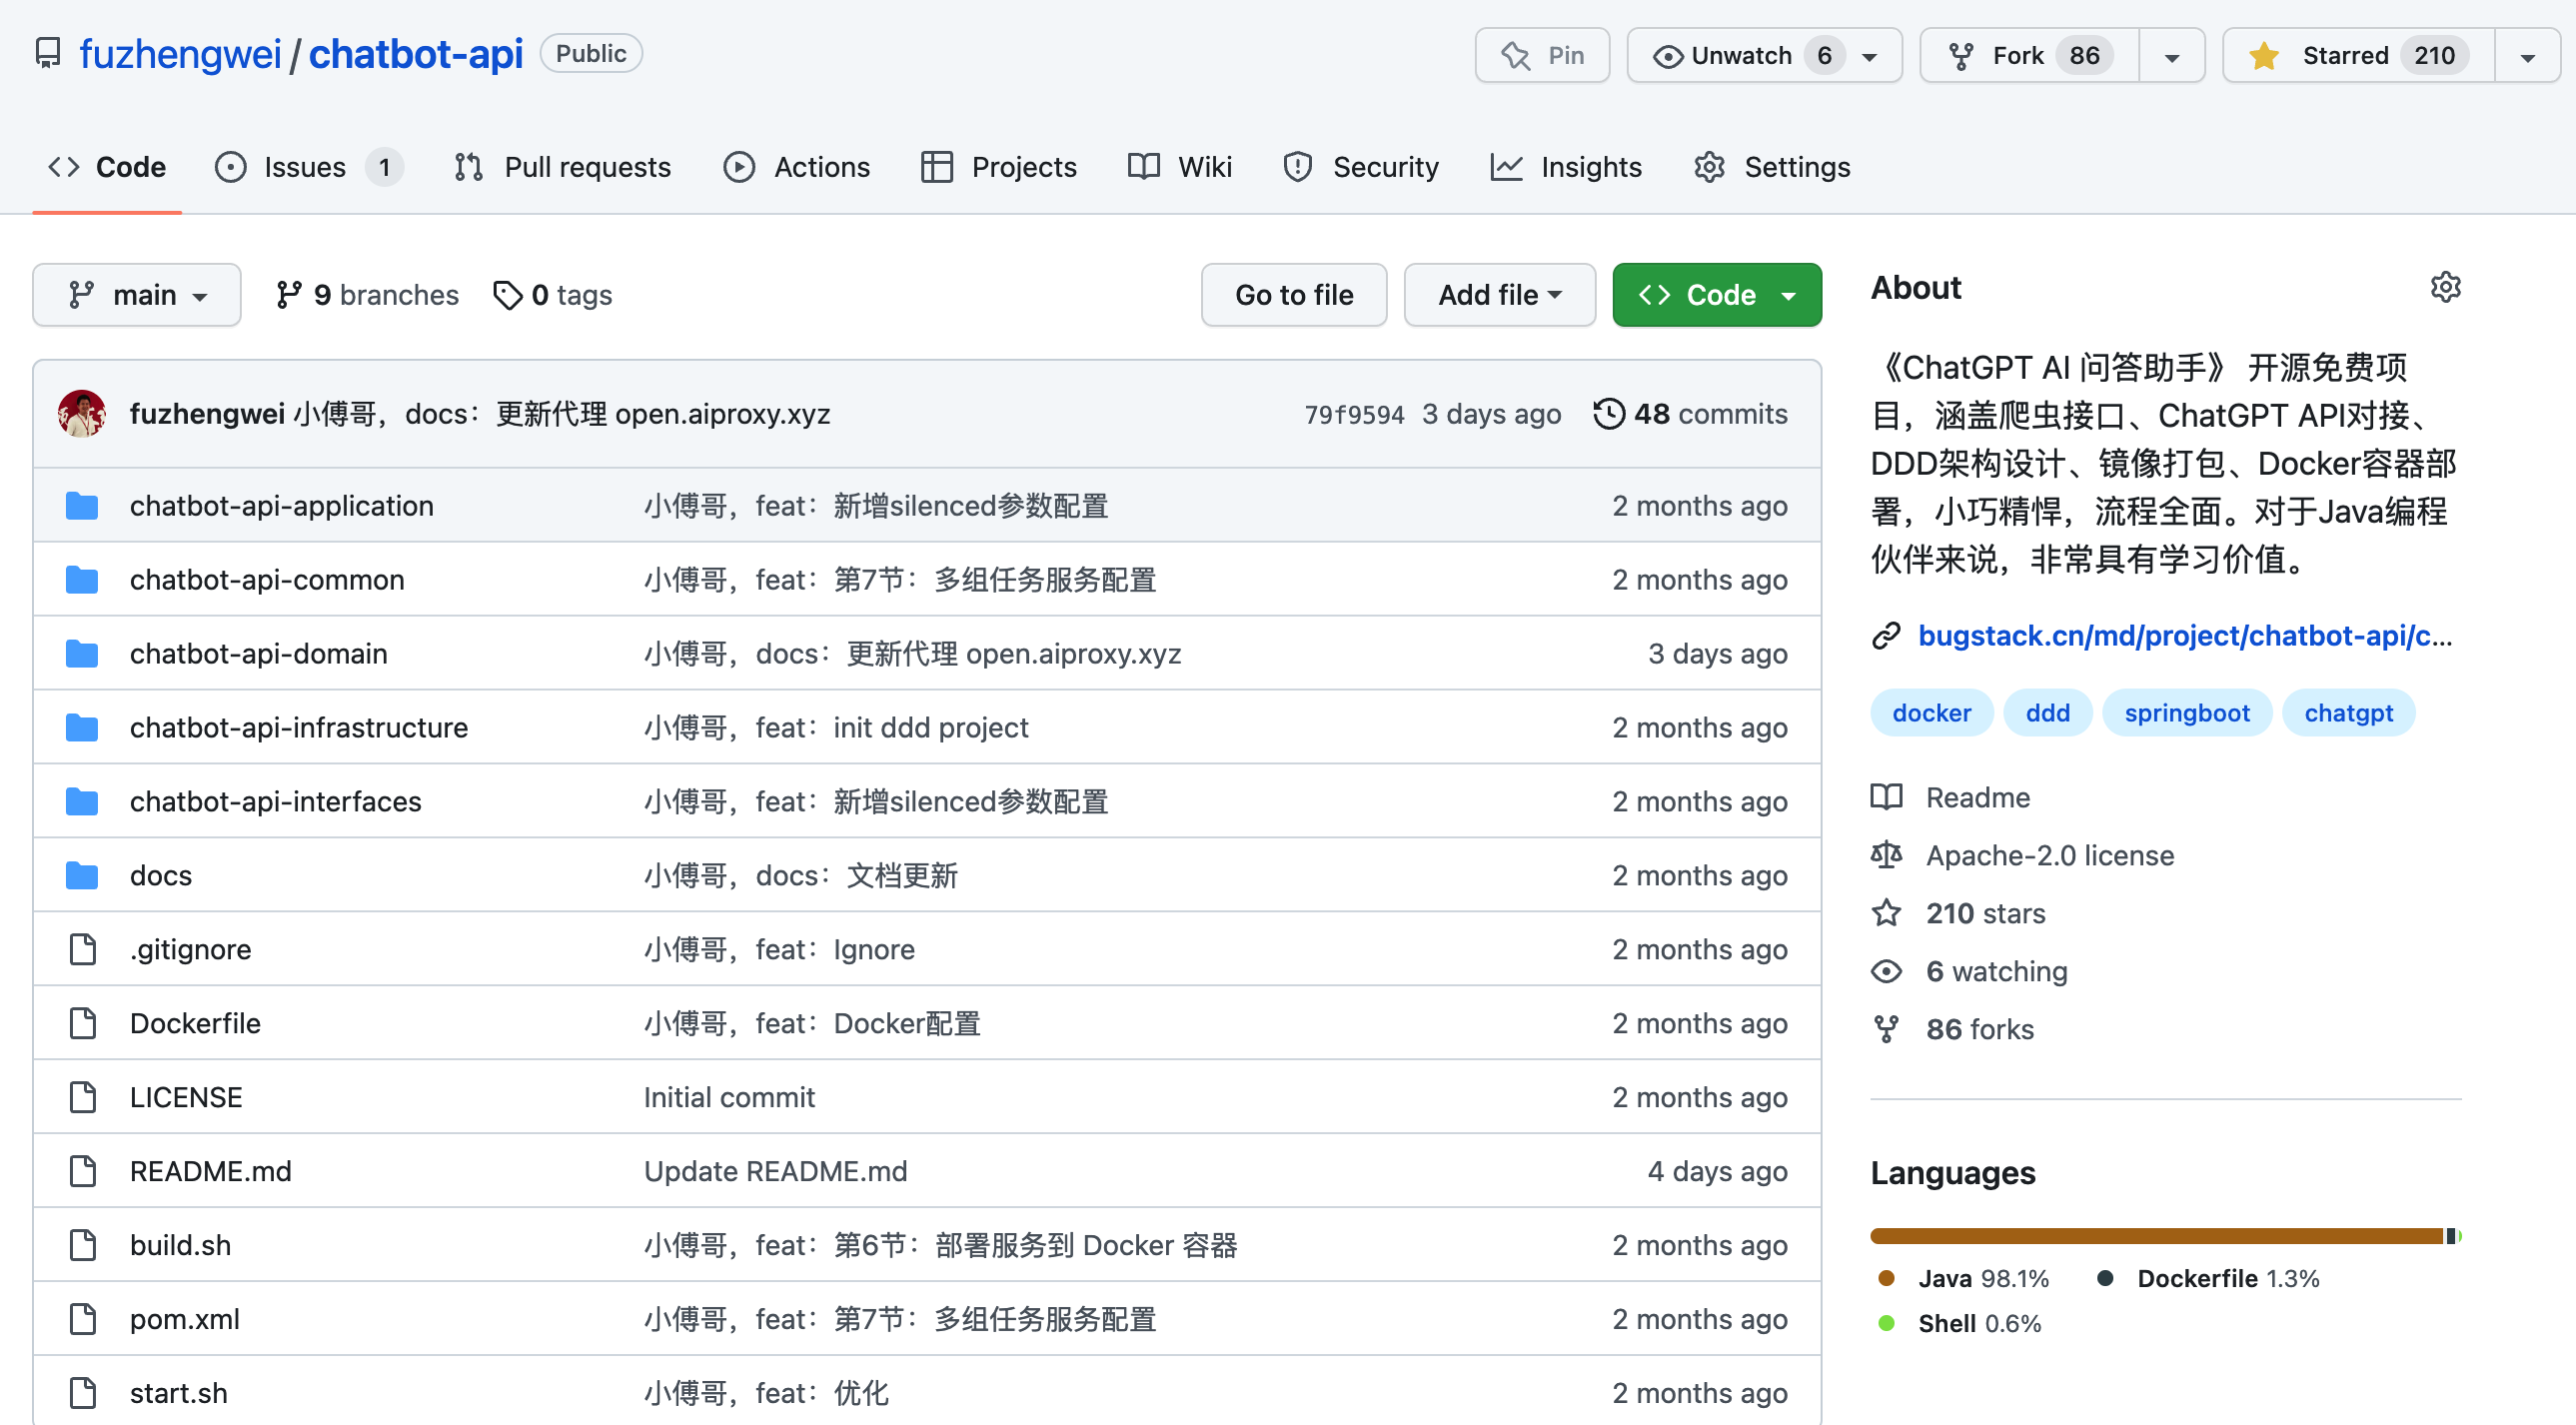 fuzhengwei / chatbot-api Public
Pin
Unwatch 6
Fork 86
Starred 210
Code
Issues 1
Pull requests
Actions
Projects
Wiki
Security
Insights
Settings
main
9 branches
0 tags
Go to file
Add file
Code
fuzhengwei 小傅哥，docs：更新代理 open.aiproxy.xyz 79f9594 3 days ago 48 commits
chatbot-api-application 小傅哥，feat：新增silenced参数配置 2 months ago
chatbot-api-common 小傅哥，feat：第7节：多组任务服务配置 2 months ago
chatbot-api-domain 小傅哥，docs：更新代理 open.aiproxy.xyz 3 days ago
chatbot-api-infrastructure 小傅哥，feat：init ddd project 2 months ago
chatbot-api-interfaces 小傅哥，feat：新增silenced参数配置 2 months ago
docs 小傅哥，docs：文档更新 2 months ago
.gitignore 小傅哥，feat：Ignore 2 months ago
Dockerfile 小傅哥，feat：Docker配置 2 months ago
LICENSE Initial commit 2 months ago
README.md Update README.md 4 days ago
build.sh 小傅哥，feat：第6节：部署服务到 Docker 容器 2 months ago
pom.xml 小傅哥，feat：第7节：多组任务服务配置 2 months ago
start.sh 小傅哥，feat：优化 2 months ago
About
《ChatGPT AI 问答助手》 开源免费项
目，涵盖爬虫接口、ChatGPT API对接、
DDD架构设计、镜像打包、Docker容器部
署，小巧精悍，流程全面。对于Java编程
伙伴来说，非常具有学习价值。
bugstack.cn/md/project/chatbot-api/c...
docker ddd springboot chatgpt
Readme
Apache-2.0 license
210 stars
6 watching
86 forks
Languages
Java 98.1% Dockerfile 1.3%
Shell 0.6%